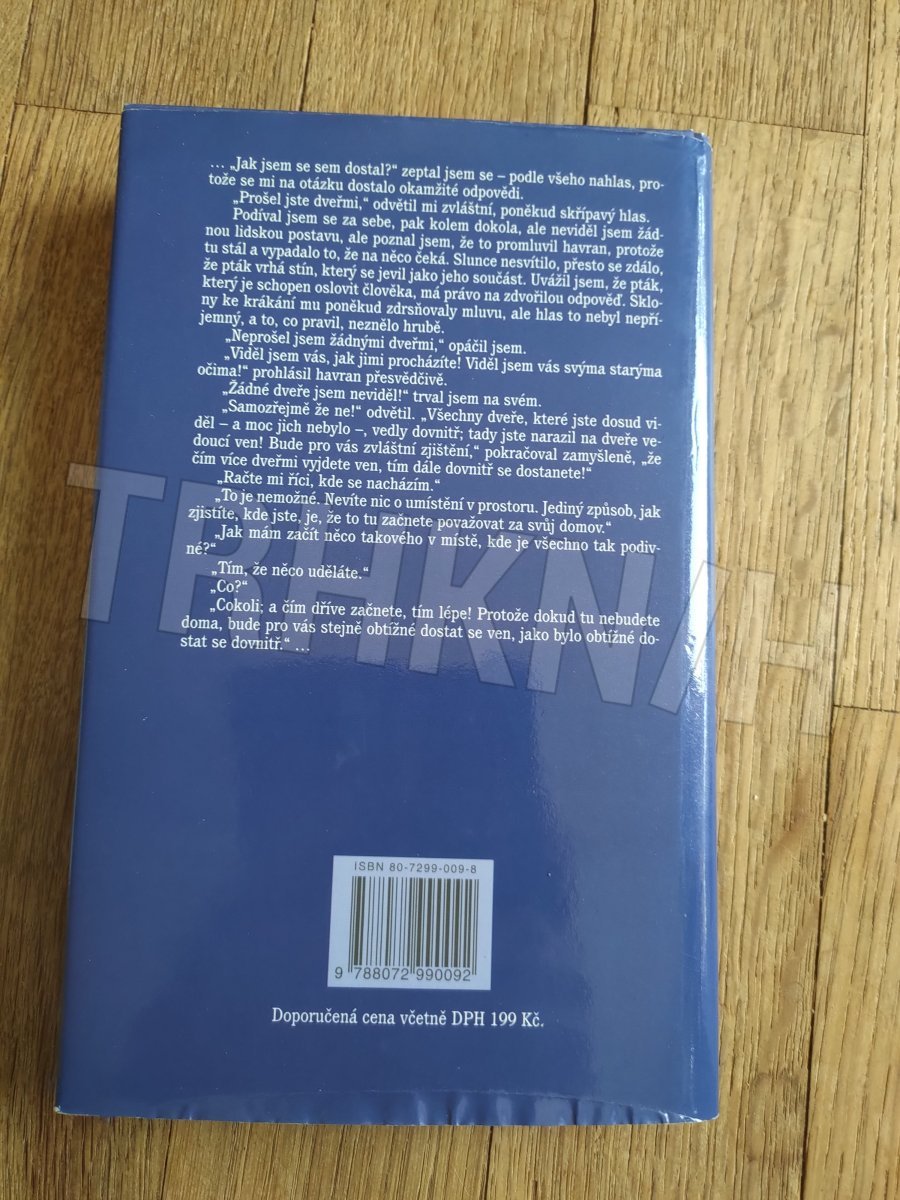 ... „Jak jsem se sem dostal?“ zeptal jsem se – podle všeho nahlas, pro-
tože se mi na otázku dostalo okamžité odpovědi.
„Prošel jste dveřmi,“ odvětil mi zvláštní, poněkud skřípavý hlas.
Podíval jsem se za sebe, pak kolem dokola, ale neviděl jsem žád-
nou lidskou postavu, ale poznal jsem, že to promluvil havran, protože
tu stál a vypadalo to, že na něco čeká. Slunce nesvítilo, přesto se zdálo,
že pták vrhá stín, který se jevil jako jeho součást. Uvážil jsem, že pták,
který je schopen oslovit člověka, má právo na zdvořilou odpověď. Sklo-
ny ke krákání mu poněkud zdrsňovaly mluvu, ale hlas to nebyl nepří-
jemný, a to, co pravil, neznělo hrubě.
„Neprošel jsem žádnými dveřmi,“ opáčil jsem.
„Viděl jsem vás, jak jimi procházíte! Viděl jsem vás svýma starýma
očima!“ prohlásil havran přesvědčivě.
„Žádné dveře jsem neviděl!“ trval jsem na svém.
„Samozřejmě že ne!“ odvětil. „Všechny dveře, které jste dosud vi-
děl – a moc jich nebylo –, vedly dovnitř; tady jste narazil na dveře ve-
doucí ven! Bude pro vás zvláštní zjištění,“ pokračoval zamyšleně, „že
čím více dveřmi vyjdete ven, tím dále dovnitř se dostanete!“
„Račte mi říci, kde se nacházím.“
„To je nemožné. Nevíte nic o umístění v prostoru. Jediný způsob, jak
zjistíte, kde jste, je, že to tu začnete považovat za svůj domov.“
„Jak mám začít něco takového v místě, kde je všechno tak podiv-
né?“
„Tím, že něco uděláte.“
„Co?“
„Cokoli; a čím dříve začnete, tím lépe! Protože dokud tu nebudete
doma, bude pro vás stejně obtížné dostat se ven, jako bylo obtížné do-
stat se dovnitř.“ ...
TRHKNIH
ISBN 80-7299-009-8
9 788072 990092
Doporučená cena včetně DPH 199 Kč.